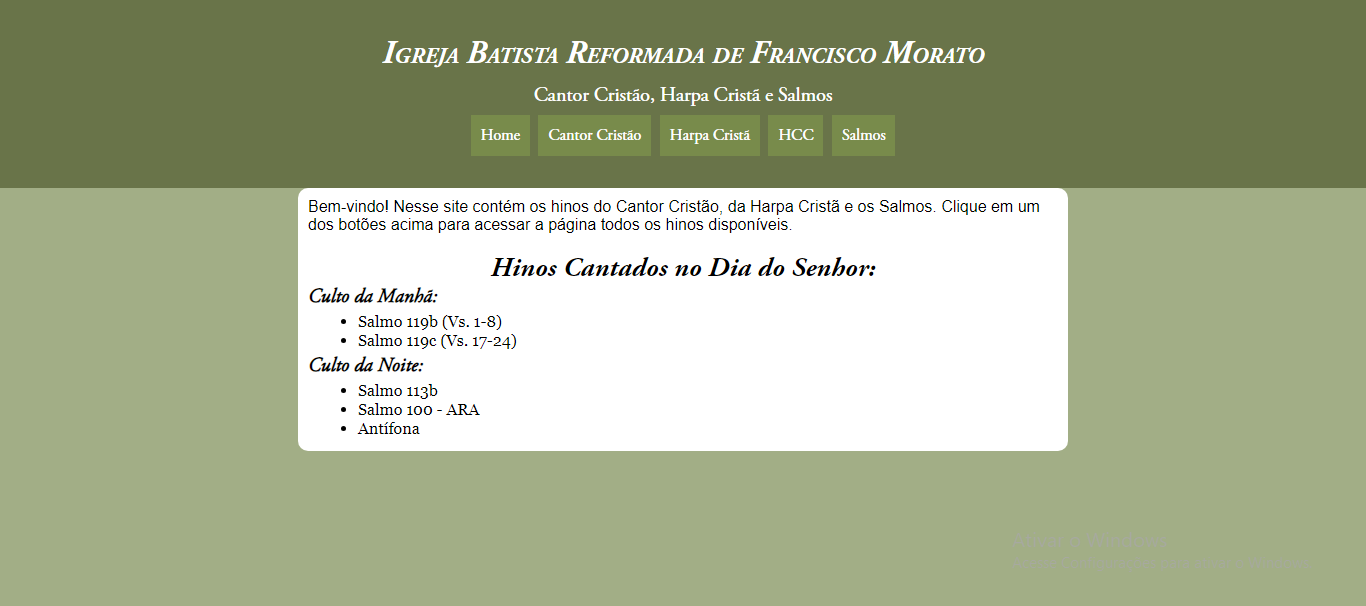 Igreja Batista Reformada de Francisco Morato
Cantor Cristão, Harpa Cristã e Salmos
Home Cantor Cristão Harpa Cristã HCC Salmos
Bem-vindo! Nesse site contém os hinos do Cantor Cristão, da Harpa Cristã e os Salmos. Clique em um
dos botões acima para acessar a página todos os hinos disponíveis.
Hinos Cantados no Dia do Senhor:
Culto da Manhã:
Salmo 119b (Vs. 1-8)
Salmo 119c (Vs. 17-24)
Culto da Noite:
Salmo 113b
Salmo 100 - ARA
Antífona